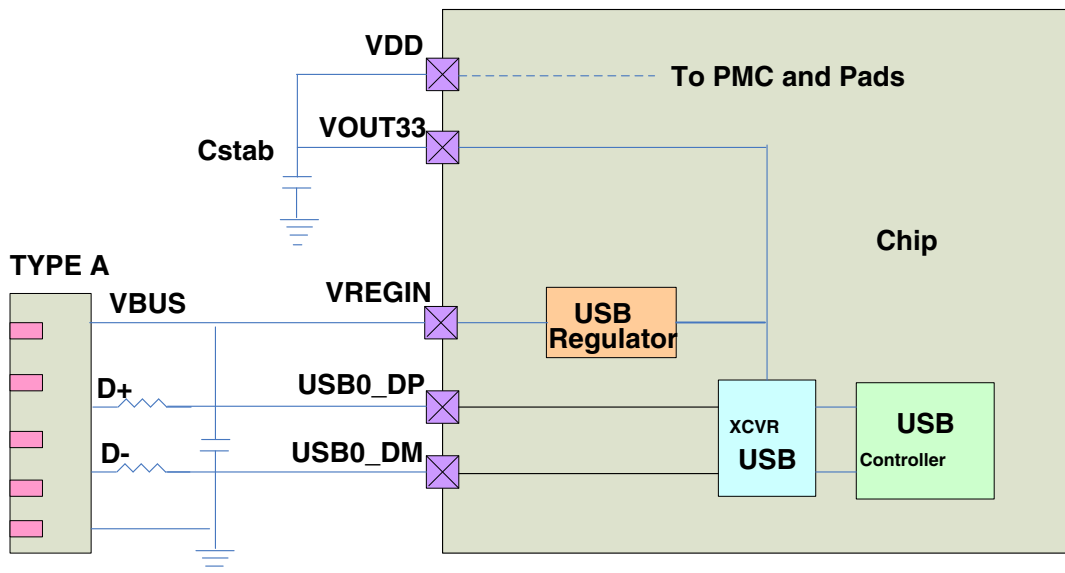 VDD
To PMC and Pads
VOUT33
Cstab
Chip
TYPE A
VBUS
VREGIN
USB
Regulator
D+
USB0_DP
D-
USB0_DM
XCVR
USB
USB
Controller